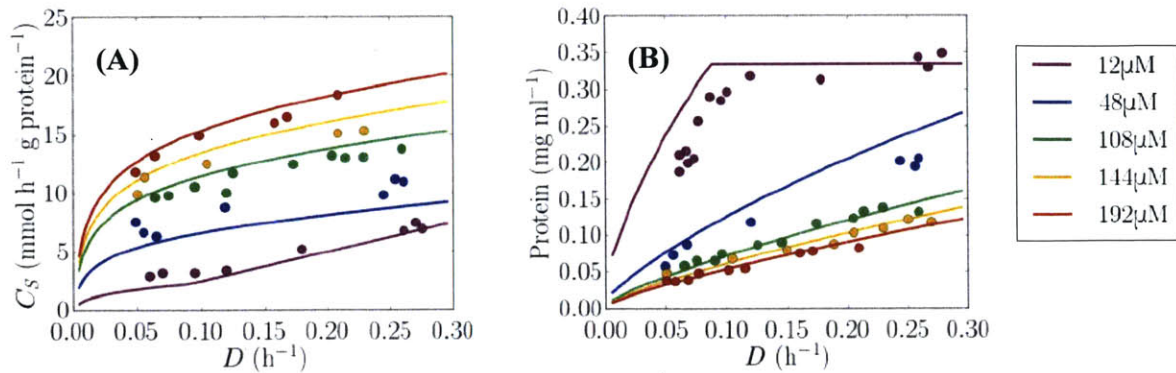 (A)
25
20
15
10
5
0
C_S (mmol h⁻¹ g protein⁻¹)
0.00 0.05 0.10 0.15 0.20 0.25 0.30
D (h⁻¹)
(B)
0.40
0.35
0.30
0.25
0.20
0.15
0.10
0.05
0.00
Protein (mg ml⁻¹)
0.00 0.05 0.10 0.15 0.20 0.25 0.30
D (h⁻¹)
12μM
48μM
108μM
144μM
192μM